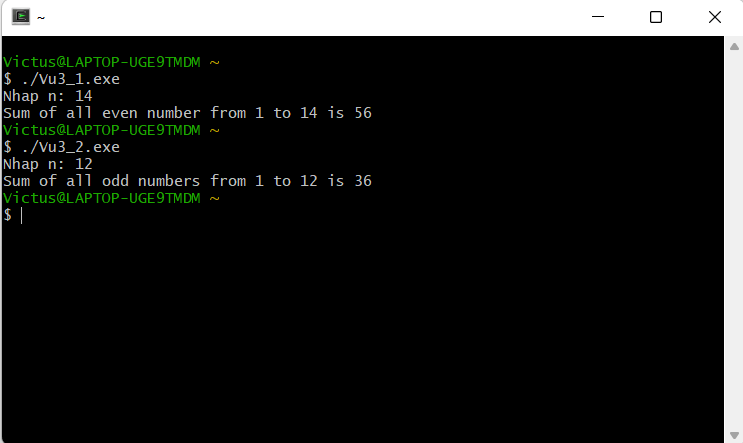 ~
Victus@LAPTOP-UGE9TMDM ~
$ ./Vu3_1.exe
Nhap n: 14
Sum of all even number from 1 to 14 is 56
Victus@LAPTOP-UGE9TMDM ~
$ ./Vu3_2.exe
Nhap n: 12
Sum of all odd numbers from 1 to 12 is 36
Victus@LAPTOP-UGE9TMDM ~
$